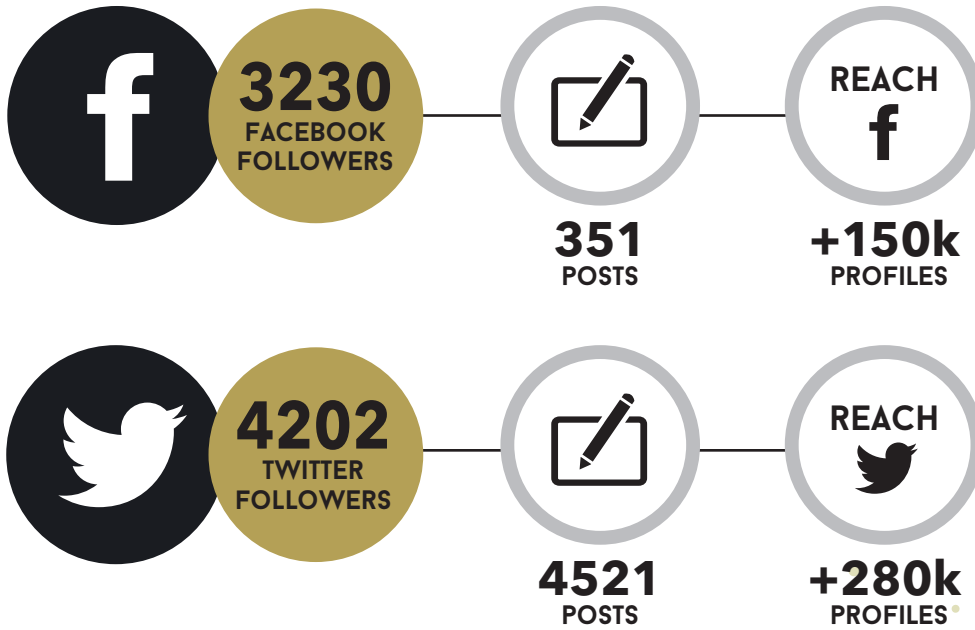 3230
FACEBOOK
FOLLOWERS
351
POSTS
REACH
+150k
PROFILES
4202
TWITTER
FOLLOWERS
4521
POSTS
REACH
+280k
PROFILES